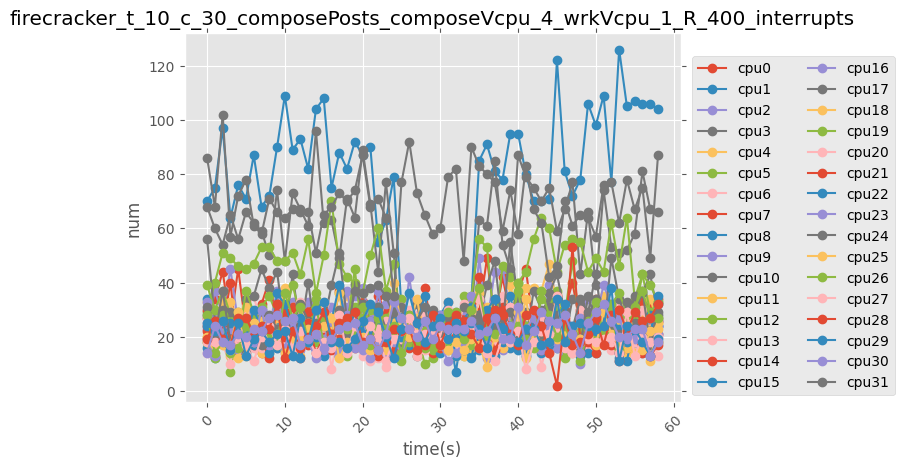 firecracker_t_10_c_30_composePosts_composeVcpu_4_wrkVcpu_1_R_400_interrupts
num
120
100
80
60
40
20
0
0 10 20 30 40 50 60
time(s)
cpu0 cpu16
cpu1 cpu17
cpu2 cpu18
cpu3 cpu19
cpu4 cpu20
cpu5 cpu21
cpu6 cpu22
cpu7 cpu23
cpu8 cpu24
cpu9 cpu25
cpu10 cpu26
cpu11 cpu27
cpu12 cpu28
cpu13 cpu29
cpu14 cpu30
cpu15 cpu31